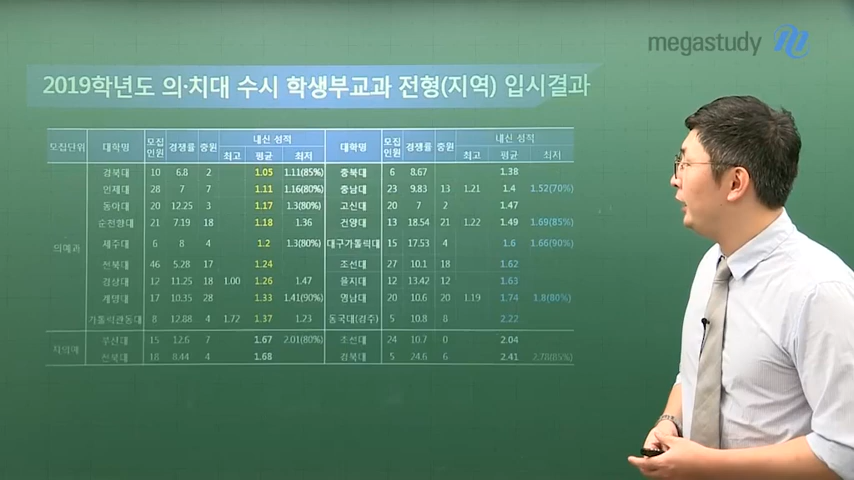 megastudy
2019학년도 의·치대 수시 학생부교과 전형(지역) 입시결과
모집단위 대학명 모집인원 경쟁률 충원 내신 성적 대학명 모집인원 경쟁률 충원 내신 성적
최고 평균 최저 최고 평균 최저
의예과
경북대 10 6.8 2 1.05 1.11(85%) 충북대 6 8.67 1.38
인제대 28 7 7 1.11 1.16(80%) 충남대 23 9.83 13 1.21 1.4 1.52(70%)
동아대 20 12.25 3 1.17 1.3(80%) 고신대 20 7 2 1.47
순천향대 21 7.19 18 1.18 1.36 건양대 13 18.54 21 1.22 1.49 1.69(85%)
제주대 6 8 4 1.2 1.3(80%) 대구가톨릭대 15 17.53 4 1.6 1.66(90%)
전북대 46 5.28 17 1.24 조선대 27 10.1 18 1.62
경상대 12 11.25 18 1.00 1.26 1.47 을지대 12 13.42 12 1.63
계명대 17 10.35 28 1.33 1.41(90%) 영남대 20 10.6 20 1.19 1.74 1.8(80%)
가톨릭관동대 8 12.88 4 1.72 1.37 1.23 동국대(경주) 5 10.8 8 2.22
치의예
부산대 15 12.6 7 1.67 2.01(80%) 조선대 24 10.7 0 2.04
전북대 18 8.44 4 1.68 경북대 5 24.6 6 2.41 2.78(85%)